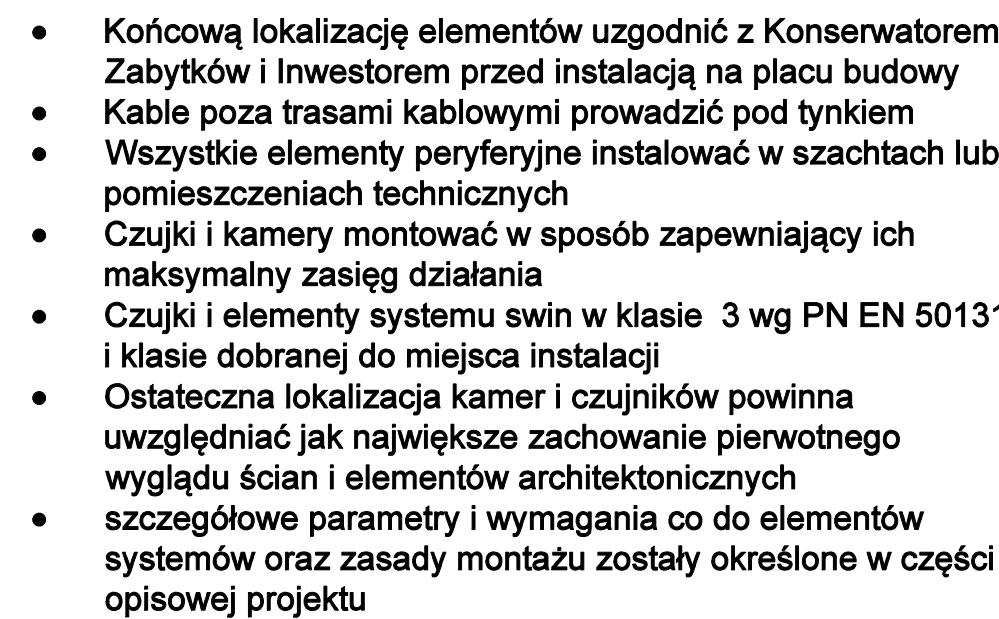 • Końcową lokalizację elementów uzgodnić z Konserwatorem
Zabytków i Inwestorem przed instalacją na placu budowy
• Kable poza trasami kablowymi prowadzić pod tynkiem
• Wszystkie elementy peryferyjne instalować w szachtach lub
pomieszczeniach technicznych
• Czujki i kamery montować w sposób zapewniający ich
maksymalny zasięg działania
• Czujki i elementy systemu swin w klasie  3 wg PN EN 50131
i klasie dobranej do miejsca instalacji
• Ostateczna lokalizacja kamer i czujników powinna
uwzględniać jak największe zachowanie pierwotnego
wyglądu ścian i elementów architektonicznych
• szczegółowe parametry i wymagania co do elementów
systemów oraz zasady montażu zostały określone w części
opisowej projektu